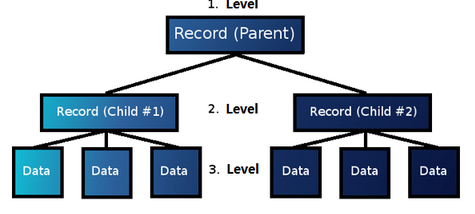 1. Level
Record (Parent)
Record (Child #1)
2. Level
Record (Child #2)
Data
Data
Data
3. Level
Data
Data
Data